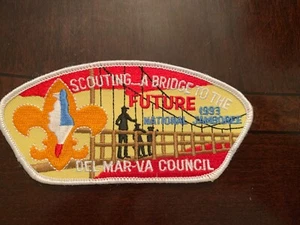 SCOUTING...A BRIDGE TO THE
FUTURE
1993
NATIONAL JAMBOREE
DEL-MAR-VA COUNCIL